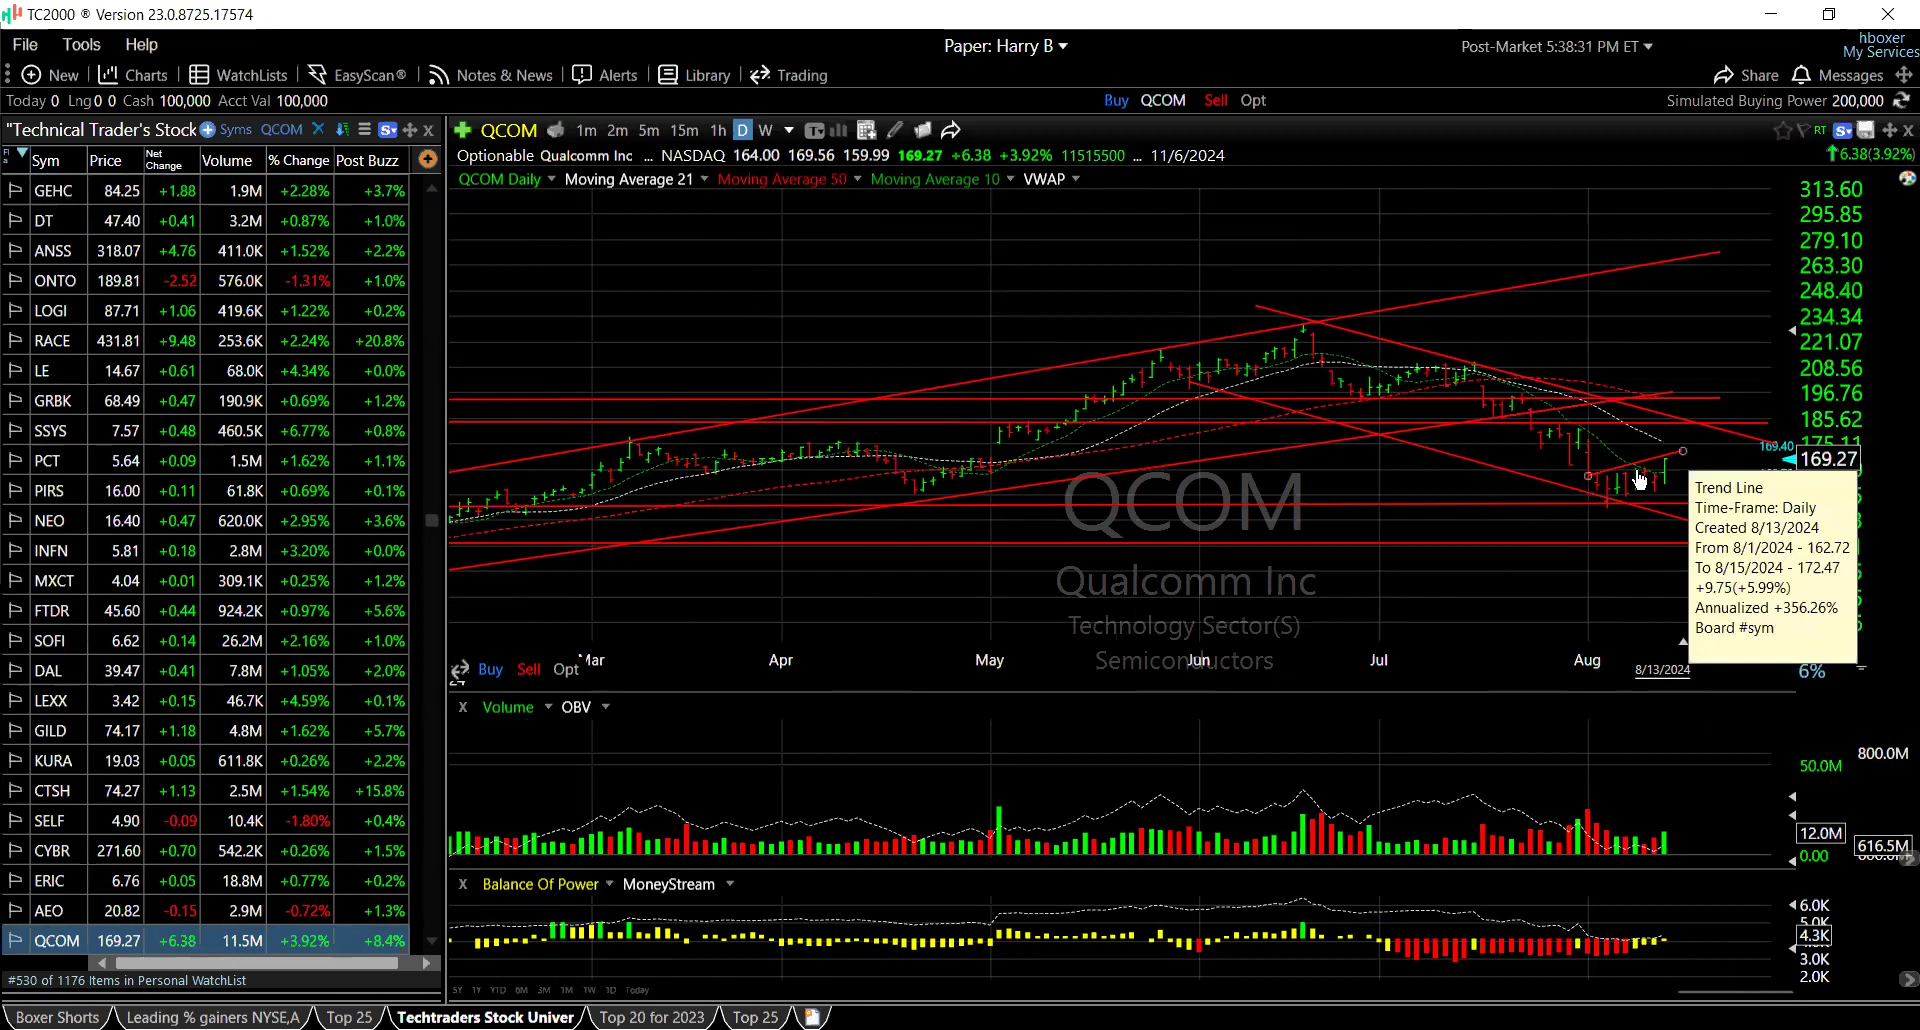 TC2000 ® Version 23.0.8725.17574
File Tools Help
Paper: Harry B
Post-Market 5:38:31 PM ET
hboxer
My Services
New Charts WatchLists EasyScan® Notes & News Alerts Library Trading
Share Messages
Today 0 Lng 0 0 Cash 100,000 Acct Val 100,000
Buy QCOM Sell Opt
Simulated Buying Power 200,000
"Technical Trader's Stock Syms QCOM
QCOM 1m 2m 5m 15m 1h D W
RT
Sym Price Net Change Volume % Change Post Buzz
Optionable Qualcomm Inc ... NASDAQ 164.00 169.56 159.99 169.27 +6.38 +3.92% 11515500 ... 11/6/2024
6.38(3.92%)
QCOM Daily Moving Average 21 Moving Average 50 Moving Average 10 VWAP
GEHC 84.25 +1.88 1.9M +2.28% +3.7%
DT 47.40 +0.41 3.2M +0.87% +1.0%
ANSS 318.07 +4.76 411.0K +1.52% +2.2%
ONTO 189.81 -2.52 576.0K -1.31% +1.0%
LOGI 87.71 +1.06 419.6K +1.22% +0.2%
RACE 431.81 +9.48 253.6K +2.24% +20.8%
LE 14.67 +0.61 68.0K +4.34% +0.0%
GRBK 68.49 +0.47 190.9K +0.69% +1.2%
SSYS 7.57 +0.48 460.5K +6.77% +0.8%
PCT 5.64 +0.09 1.5M +1.62% +1.1%
PIRS 16.00 +0.11 61.8K +0.69% +0.1%
NEO 16.40 +0.47 620.0K +2.95% +3.6%
INFN 5.81 +0.18 2.8M +3.20% +0.0%
MXCT 4.04 +0.01 309.1K +0.25% +1.2%
FTDR 45.60 +0.44 924.2K +0.97% +5.6%
SOFI 6.62 +0.14 26.2M +2.16% +1.0%
DAL 39.47 +0.41 7.8M +1.05% +2.0%
LEXX 3.42 +0.15 46.7K +4.59% +0.1%
GILD 74.17 +1.18 4.8M +1.62% +5.7%
KURA 19.03 +0.05 611.8K +0.26% +2.2%
CTSH 74.27 +1.13 2.5M +1.54% +15.8%
SELF 4.90 -0.09 10.4K -1.80% +0.4%
CYBR 271.60 +0.70 542.2K +0.26% +1.5%
ERIC 6.76 +0.05 18.8M +0.77% +0.2%
AEO 20.82 -0.15 2.9M -0.72% +1.3%
QCOM 169.27 +6.38 11.5M +3.92% +8.4%
#530 of 1176 Items in Personal WatchList
313.60
295.85
279.10
263.30
248.40
234.34
221.07
208.56
196.76
185.62
175.11
169.40
169.27
QCOM
Qualcomm Inc
Technology Sector(S)
Semiconductors
Trend Line
Time-Frame: Daily
Created 8/13/2024
From 8/1/2024 - 162.72
To 8/15/2024 - 172.47
+9.75(+5.99%)
Annualized +356.26%
Board #sym
Buy Sell Opt
Mar Apr May Jun Jul Aug
8/13/2024
6%
X Volume OBV
800.0M
50.0M
12.0M
616.5M
0.00
X Balance Of Power MoneyStream
6.0K
5.0K
4.3K
3.0K
2.0K
5Y 1Y YTD 6M 3M 1M 1W 1D Today
Boxer Shorts Leading % gainers NYSE,A Top 25 Techtraders Stock Univer Top 20 for 2023 Top 25